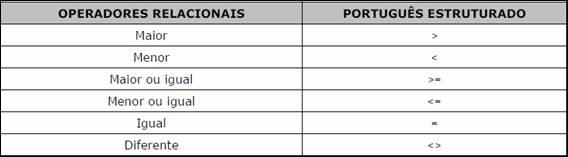 OPERADORES RELACIONAIS PORTUGUÊS ESTRUTURADO
Maior >
Menor <
Maior ou igual >=
Menor ou igual <=
Igual =
Diferente <>